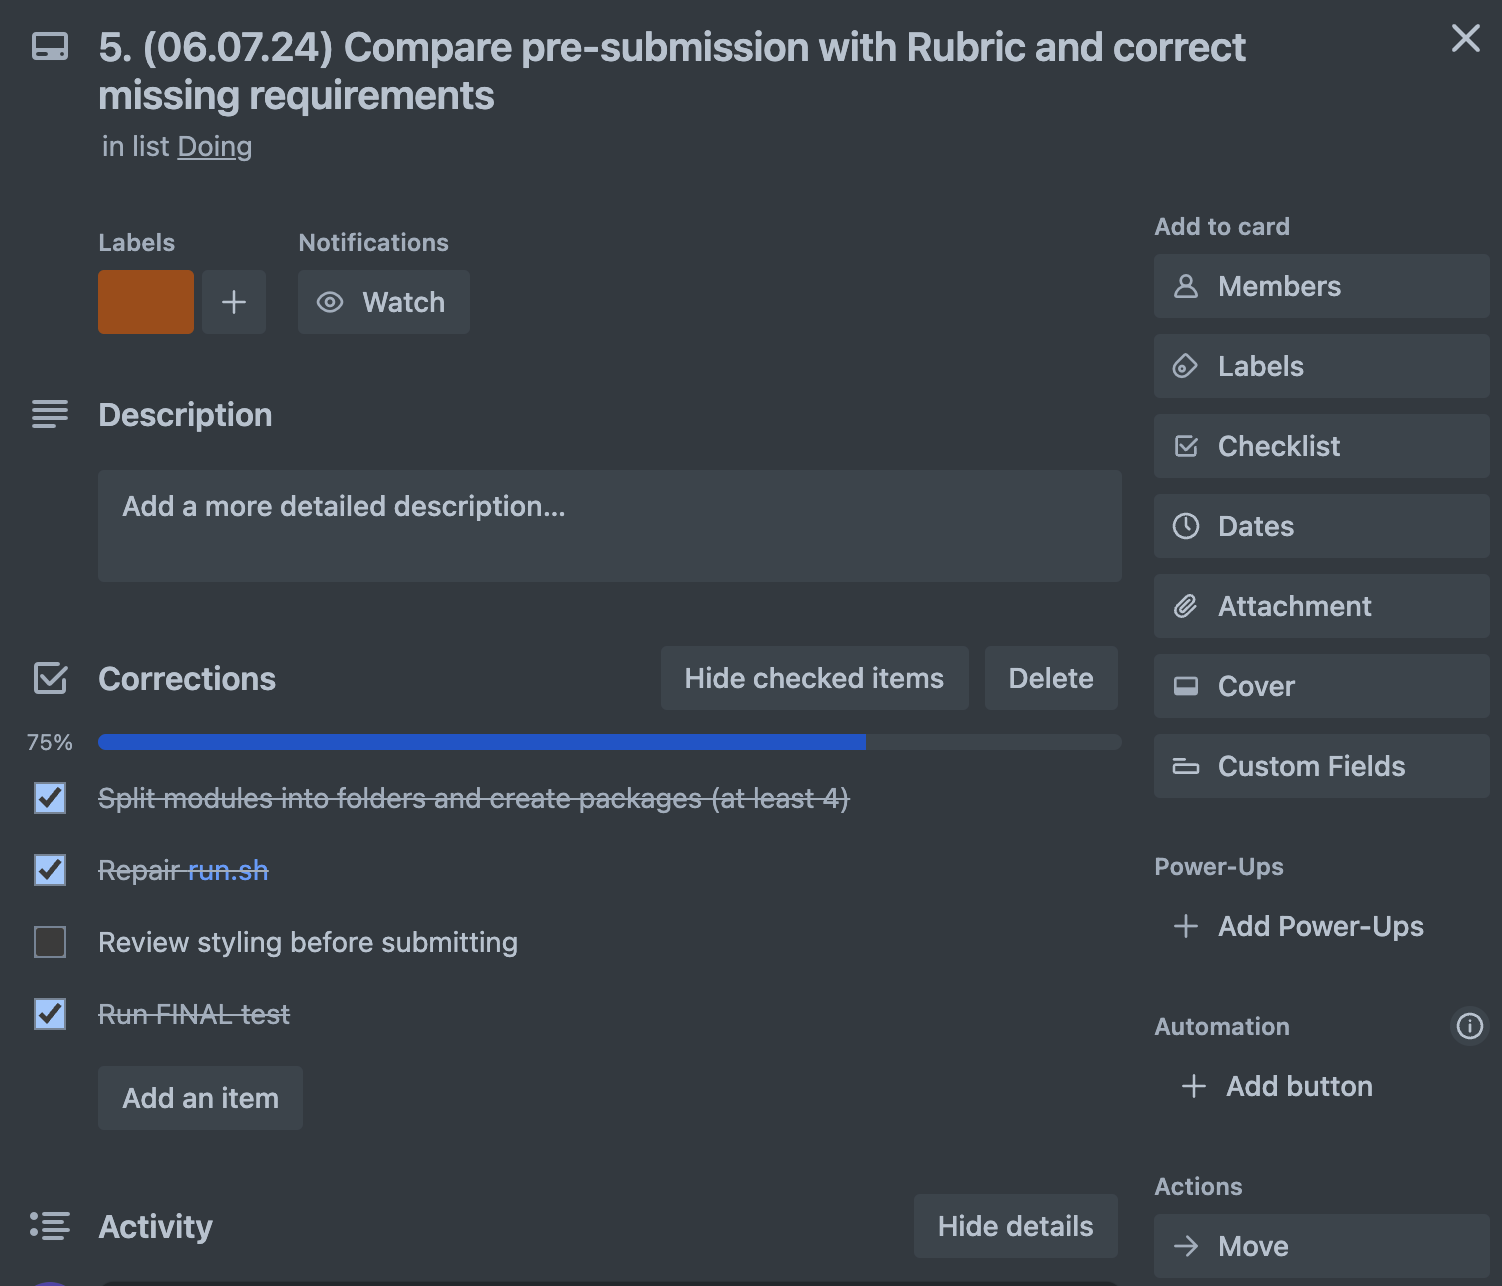 5. (06.07.24) Compare pre-submission with Rubric and correct
missing requirements
in list Doing
Labels
Notifications
Watch
Description
Add a more detailed description...
Corrections
Hide checked items
Delete
75%
Split modules into folders and create packages (at least 4)
Repair run.sh
Review styling before submitting
Run FINAL test
Add an item
Activity
Hide details
Add to card
Members
Labels
Checklist
Dates
Attachment
Cover
Custom Fields
Power-Ups
Add Power-Ups
Automation
Add button
Actions
Move